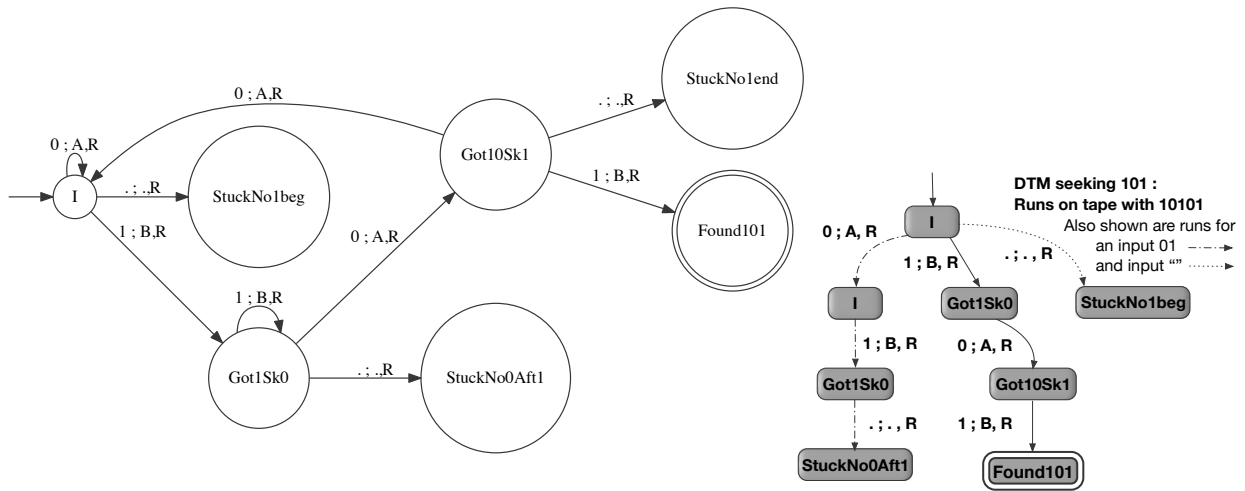 StuckNo1end
. ; .,R
0 ; A,R
Got10Sk1
0 ; A,R
I
. ; .,R
StuckNo1beg
1 ; B,R
Found101
1 ; B,R
0 ; A,R
1 ; B,R
Got1Sk0
. ; .,R
StuckNo0Aft1
DTM seeking 101 :
Runs on tape with 10101
Also shown are runs for
an input 01
and input “”
I
0 ; A, R
1 ; B, R
. ; . , R
I
Got1Sk0
StuckNo1beg
1 ; B, R
0 ; A, R
Got1Sk0
Got10Sk1
. ; . , R
1 ; B, R
StuckNo0Aft1
Found101